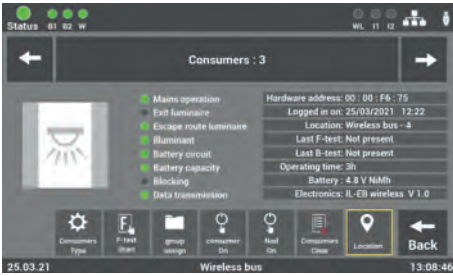 Status B1 B2 W WL I1 I2
Consumers : 3
Mains operation
Exit luminaire
Escape route luminaire
Illuminant
Battery circuit
Battery capacity
Blocking
Data transmission
Hardware address: 00 : 00 : F6 : 75
Logged in on: 25/03/2021 12:22
Location: Wireless bus - 4
Last F-test: Not present
Last B-test: Not present
Operating time: 3h
Battery : 4.8 V NiMh
Electronics: IL-EB wireless V 1.0
Consumers Type
F-test Start
group assign
consumer On
Nod On
Consumers Clear
Location
Back
25.03.21 Wireless bus 13:08:46